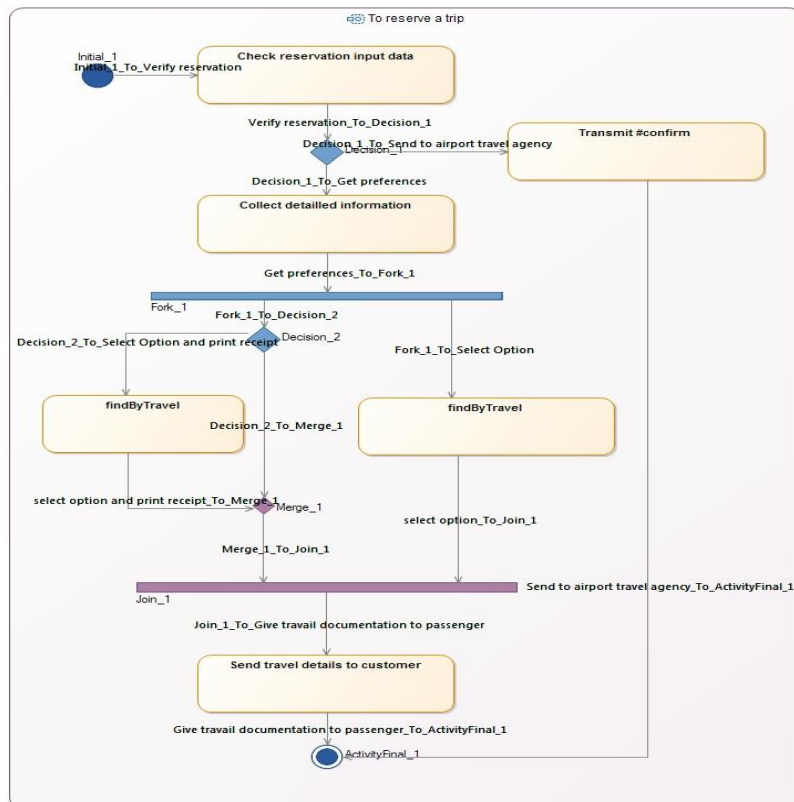 To reserve a trip
Initial_1
Initial_1_To_Verify reservation
Check reservation input data
Verify reservation_To_Decision_1
Transmit #confirm
Decision_1_To_Send to airport travel agency
Decision_1
Decision_1_To_Get preferences
Collect detailled information
Get preferences_To_Fork_1
Fork_1
Fork_1_To_Decision_2
Decision_2_To_Select Option and print receipt
Decision_2
Fork_1_To_Select Option
findByTravel
findByTravel
Decision_2_To_Merge_1
select option and print receipt_To_Merge_1
Merge_1
select option_To_Join_1
Merge_1_To_Join_1
Send to airport travel agency_To_ActivityFinal_1
Join_1
Join_1_To_Give travail documentation to passenger
Send travel details to customer
Give travail documentation to passenger_To_ActivityFinal_1
ActivityFinal_1